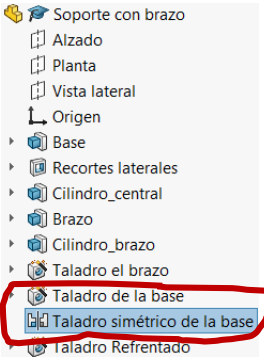 Soporte con brazo
Alzado
Planta
Vista lateral
Origen
Base
Recortes laterales
Cilindro_central
Brazo
Cilindro_brazo
Taladro el brazo
Taladro de la base
Taladro simétrico de la base
Taladro Refrentado